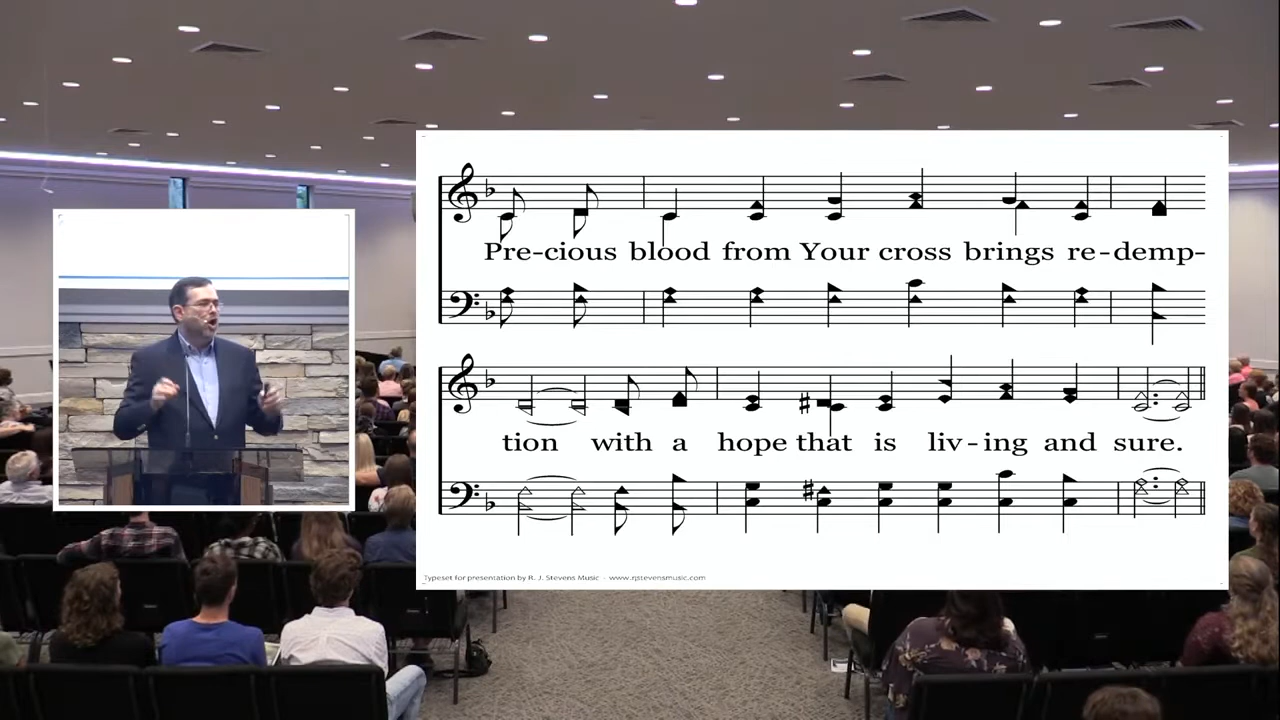 Pre-cious blood from Your cross brings re-demp-
tion with a hope that is liv-ing and sure.
Typeset for presentation by R. J. Stevens Music - www.rjstevensmusic.com